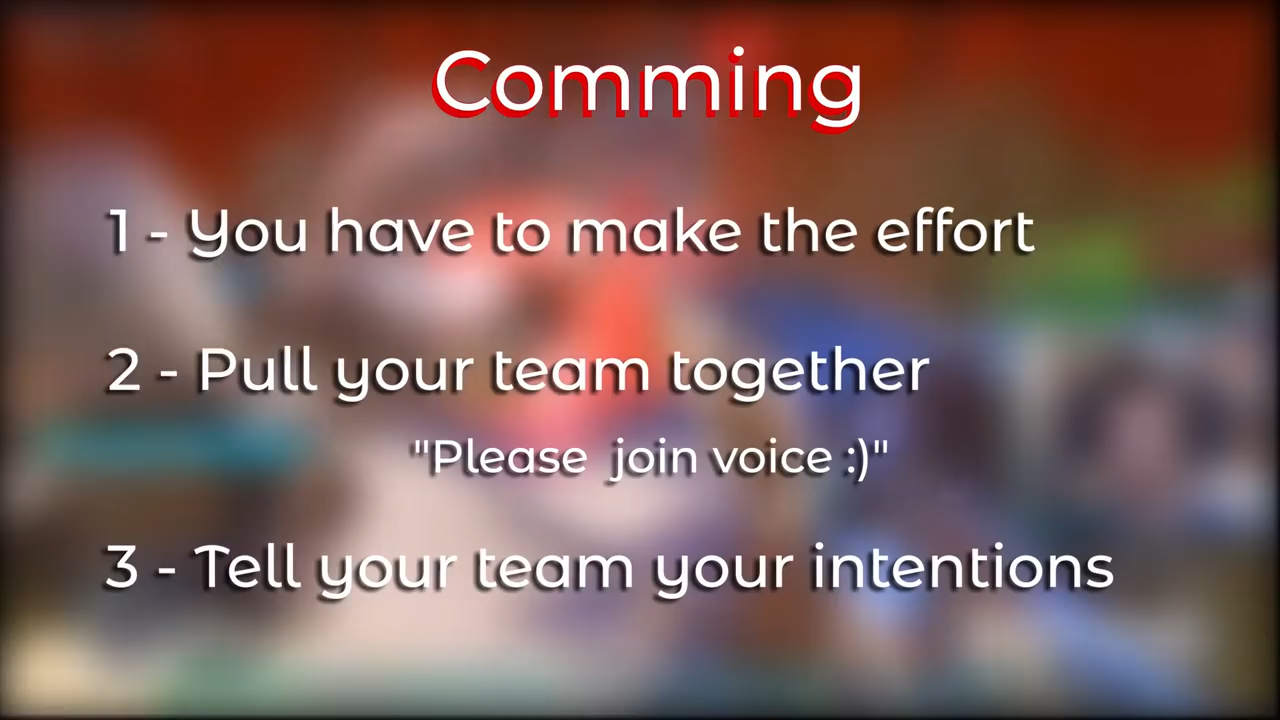 Comming
1 - You have to make the effort
2 - Pull your team together
"Please  join voice :)"
3 - Tell your team your intentions